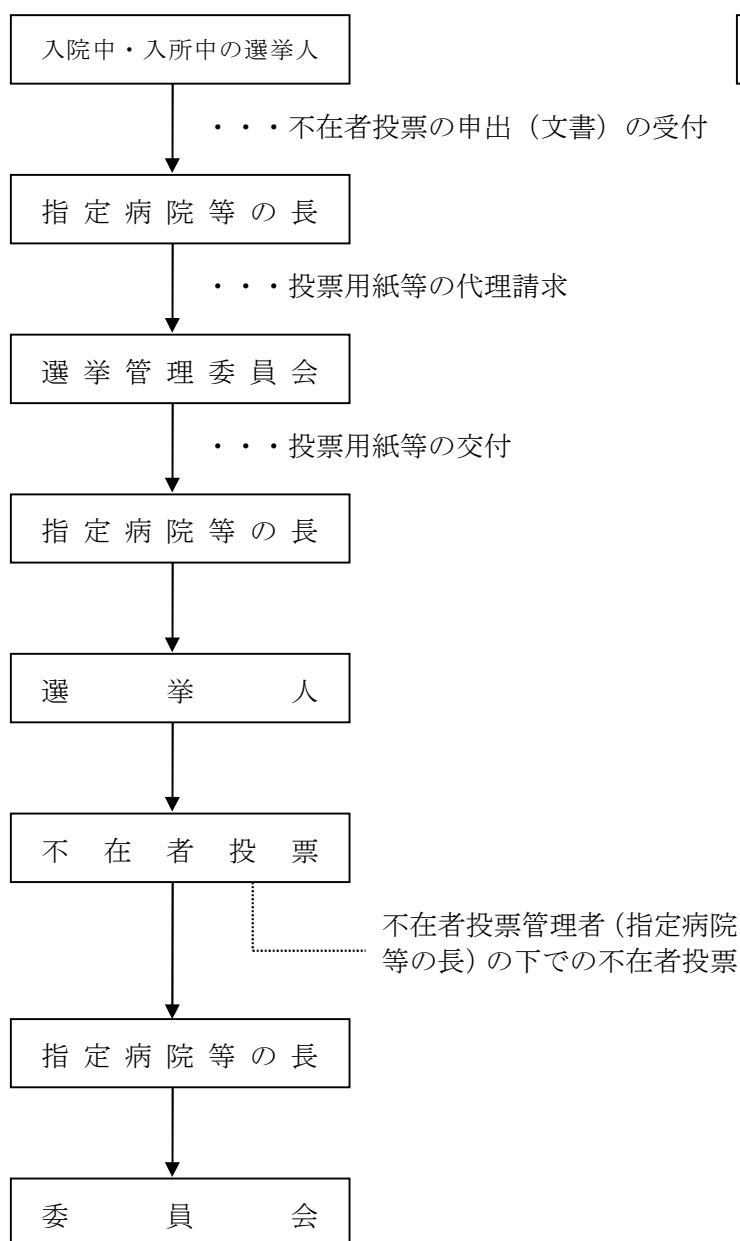 入院中・入所中の選挙人
・・・不在者投票の申出（文書）の受付
指定病院等の長
・・・投票用紙等の代理請求
選挙管理委員会
・・・投票用紙等の交付
指定病院等の長
選挙人
不在者投票
不在者投票管理者（指定病院
等の長）の下での不在者投票
指定病院等の長
委員会